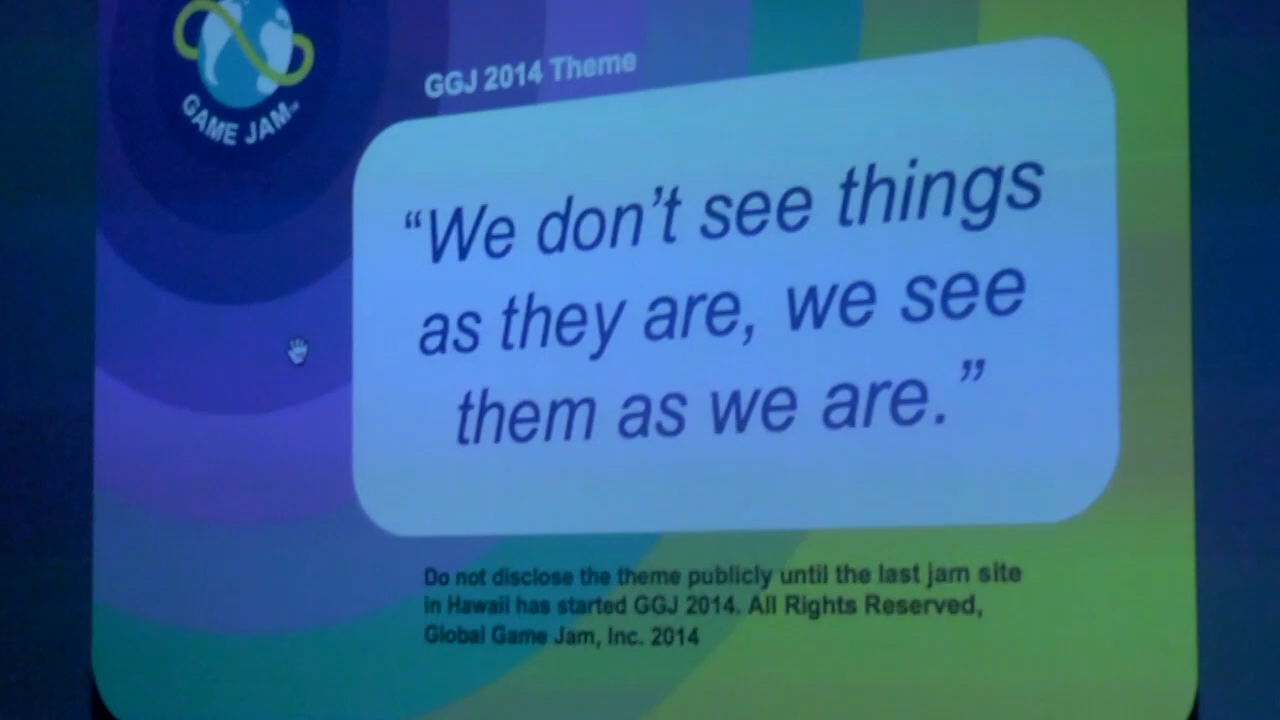 GAME JAM™
GGJ 2014 Theme
“We don’t see things
as they are, we see
them as we are.”
Do not disclose the theme publicly until the last jam site
in Hawaii has started GGJ 2014. All Rights Reserved,
Global Game Jam, Inc. 2014